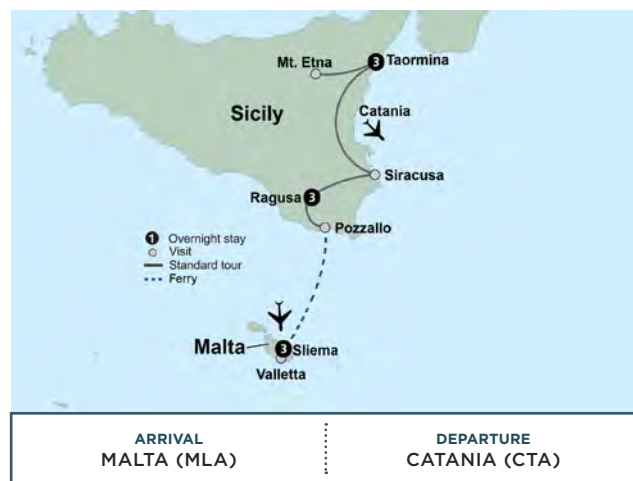 Mt. Etna
3 Taormina
Sicily
Catania
Siracusa
Ragusa 3
Pozzallo
1 Overnight stay
Visit
Standard tour
Ferry
Malta
3 Sliema
Valletta
ARRIVAL
MALTA (MLA)
DEPARTURE
CATANIA (CTA)